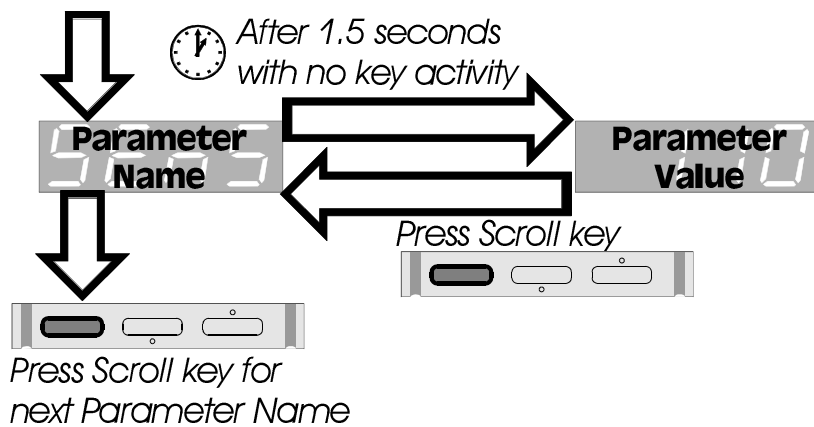 After 1.5 seconds
with no key activity
Parameter
Name
Parameter
Value
Press Scroll key
Press Scroll key for
next Parameter Name